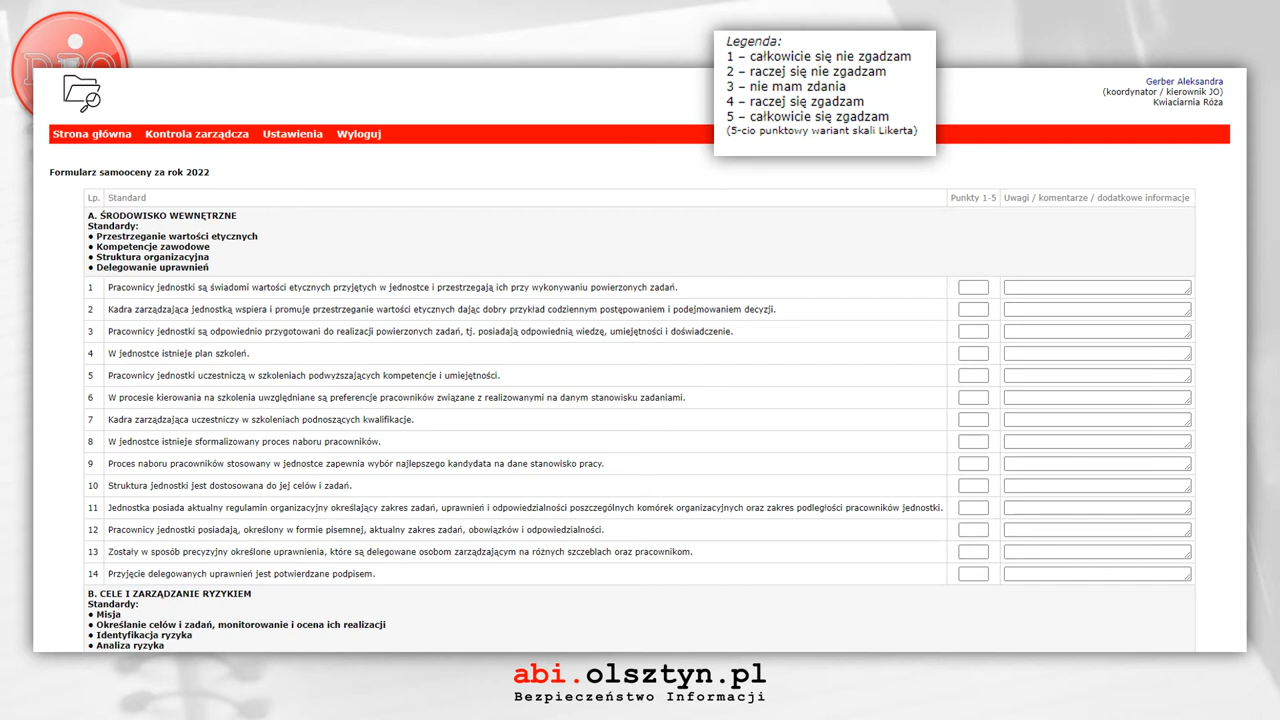 Legenda:
1 – całkowicie się nie zgadzam
2 – raczej się nie zgadzam
3 – nie mam zdania
4 – raczej się zgadzam
5 – całkowicie się zgadzam
(5-cio punktowy wariant skali Likerta)
Gerber Aleksandra
(koordynator / kierownik JO)
Kwiaciarnia Róża
Strona główna Kontrola zarządcza Ustawienia Wyloguj
Formularz samooceny za rok 2022
Lp. Standard Punkty 1-5 Uwagi / komentarze / dodatkowe informacje
A. ŚRODOWISKO WEWNĘTRZNE
Standardy:
● Przestrzeganie wartości etycznych
● Kompetencje zawodowe
● Struktura organizacyjna
● Delegowanie uprawnień
1 Pracownicy jednostki są świadomi wartości etycznych przyjętych w jednostce i przestrzegają ich przy wykonywaniu powierzonych zadań.
2 Kadra zarządzająca jednostką wspiera i promuje przestrzeganie wartości etycznych dając dobry przykład codziennym postępowaniem i podejmowaniem decyzji.
3 Pracownicy jednostki są odpowiednio przygotowani do realizacji powierzonych zadań, tj. posiadają odpowiednią wiedzę, umiejętności i doświadczenie.
4 W jednostce istnieje plan szkoleń.
5 Pracownicy jednostki uczestniczą w szkoleniach podwyższających kompetencje i umiejętności.
6 W procesie kierowania na szkolenia uwzględniane są preferencje pracowników związane z realizowanymi na danym stanowisku zadaniami.
7 Kadra zarządzająca uczestniczy w szkoleniach podnoszących kwalifikacje.
8 W jednostce istnieje sformalizowany proces naboru pracowników.
9 Proces naboru pracowników stosowany w jednostce zapewnia wybór najlepszego kandydata na dane stanowisko pracy.
10 Struktura jednostki jest dostosowana do jej celów i zadań.
11 Jednostka posiada aktualny regulamin organizacyjny określający zakres zadań, uprawnień i odpowiedzialności poszczególnych komórek organizacyjnych oraz zakres podległości pracowników jednostki.
12 Pracownicy jednostki posiadają, określony w formie pisemnej, aktualny zakres zadań, obowiązków i odpowiedzialności.
13 Zostały w sposób precyzyjny określone uprawnienia, które są delegowane osobom zarządzającym na różnych szczeblach oraz pracownikom.
14 Przyjęcie delegowanych uprawnień jest potwierdzane podpisem.
B. CELE I ZARZĄDZANIE RYZYKIEM
Standardy:
● Misja
● Określanie celów i zadań, monitorowanie i ocena ich realizacji
● Identyfikacja ryzyka
● Analiza ryzyka
abi.olsztyn.pl
Bezpieczeństwo Informacji